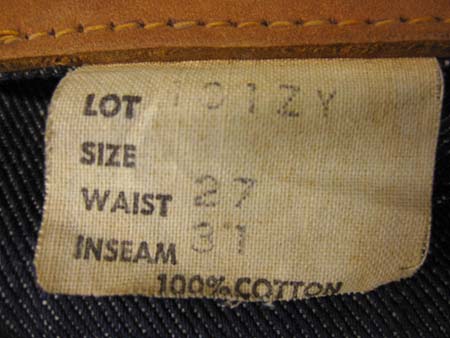 LOT 101ZY
SIZE
WAIST 27
INSEAM 31
100% COTTON